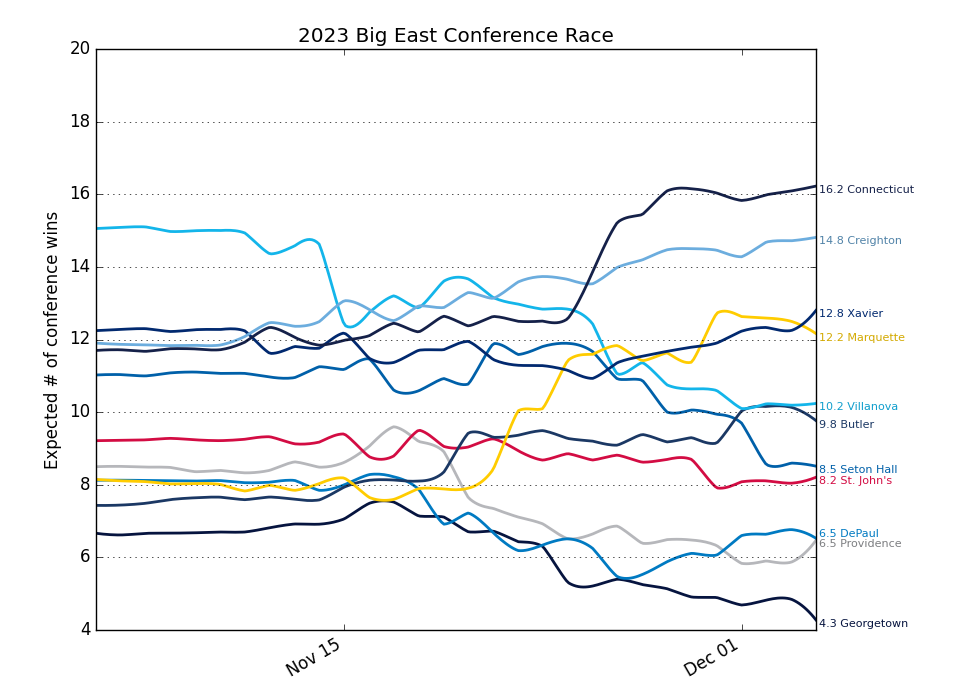 2023 Big East Conference Race
Expected # of conference wins
20
18
16
14
12
10
8
6
4
Nov 15
Dec 01
16.2 Connecticut
14.8 Creighton
12.8 Xavier
12.2 Marquette
10.2 Villanova
9.8 Butler
8.5 Seton Hall
8.2 St. John's
6.5 DePaul
6.5 Providence
4.3 Georgetown